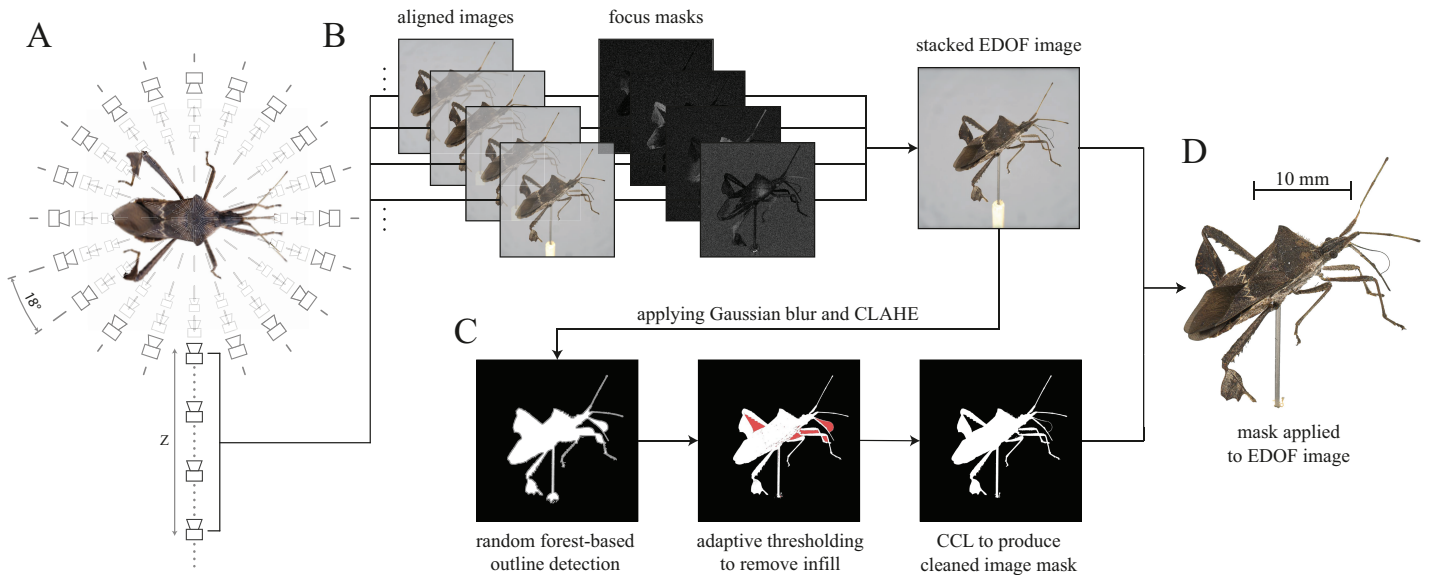 A
18°
Z
B
aligned images
focus masks
stacked EDOF image
C
applying Gaussian blur and CLAHE
random forest-based
outline detection
adaptive thresholding
to remove infill
CCL to produce
cleaned image mask
D
10 mm
mask applied
to EDOF image